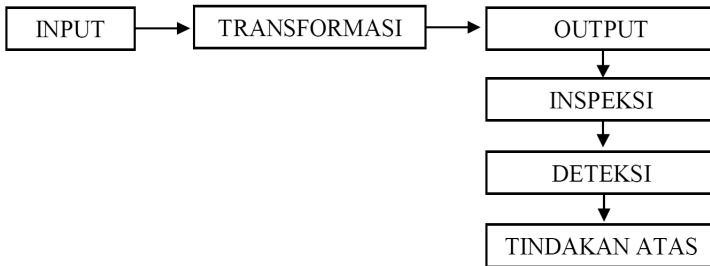 INPUT
TRANSFORMASI
OUTPUT
INSPEKSI
DETEKSI
TINDAKAN ATAS